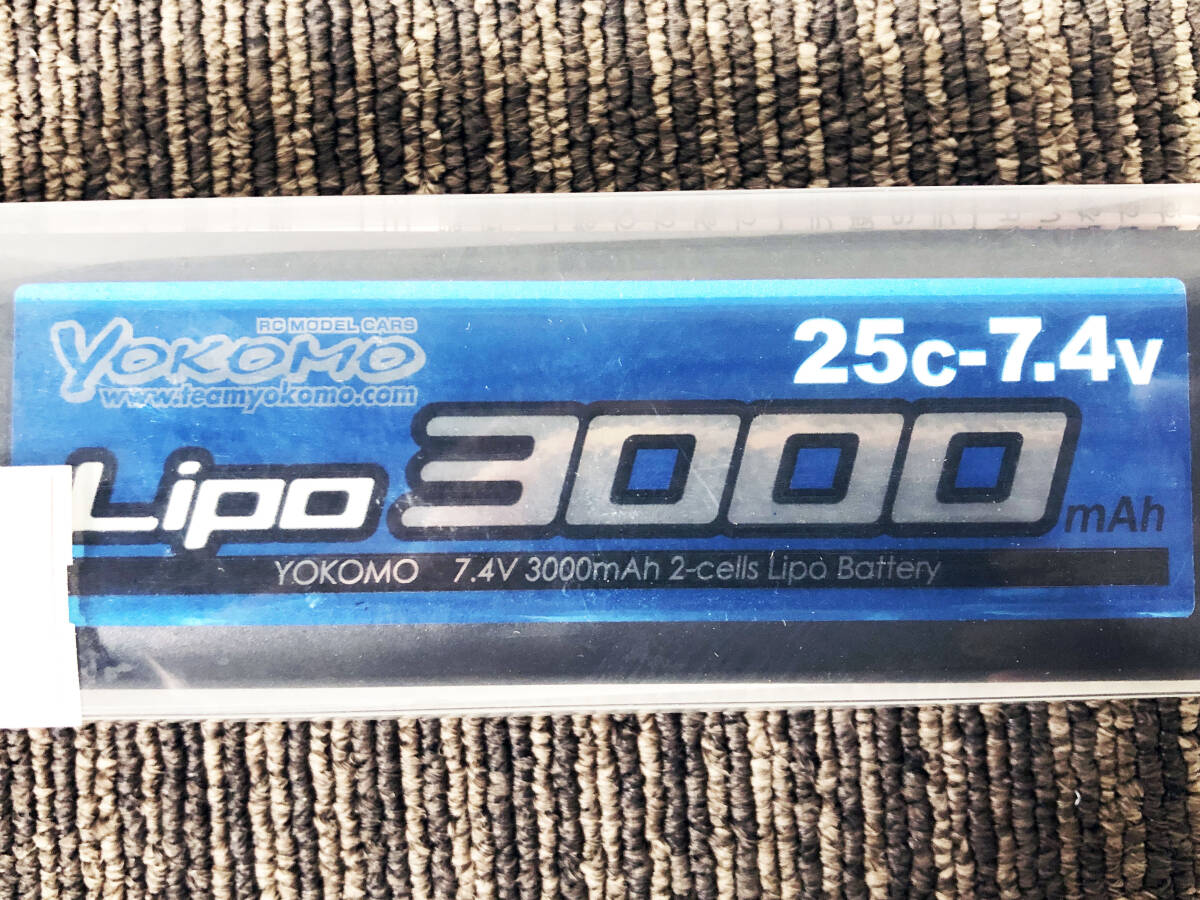 RC MODEL CARS
YOKOMO
www.teamyokomo.com
25c-7.4v
Lipo 3000 mAh
YOKOMO 7.4V 3000mAh 2-cells Lipo Battery